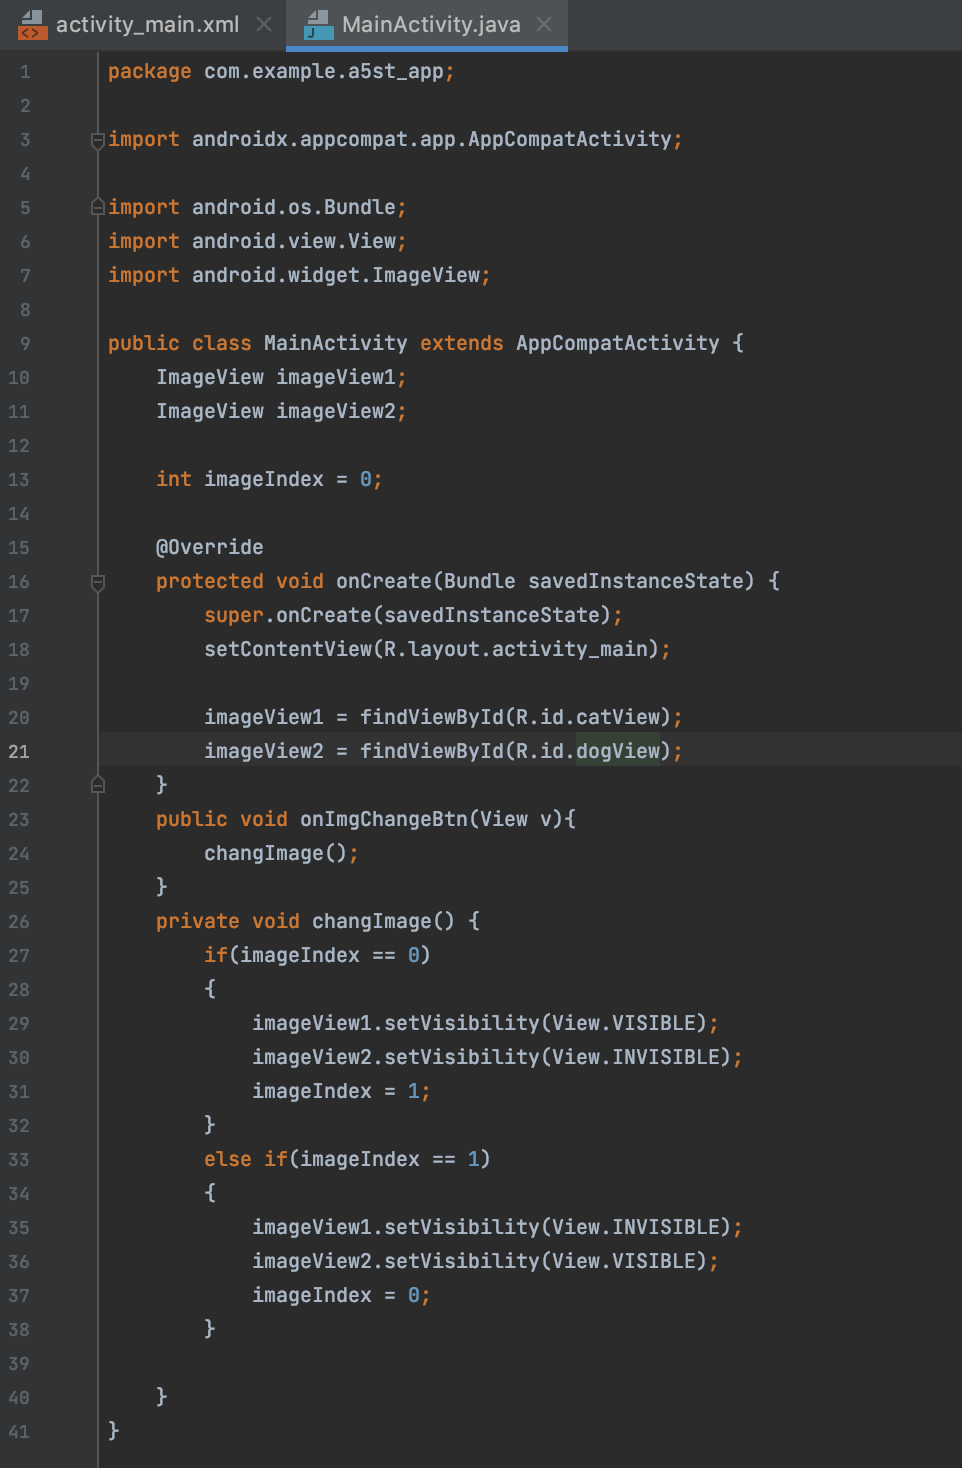 activity_main.xml MainActivity.java
1 package com.example.a5st_app;
2
3 import androidx.appcompat.app.AppCompatActivity;
4
5 import android.os.Bundle;
6 import android.view.View;
7 import android.widget.ImageView;
8
9 public class MainActivity extends AppCompatActivity {
10     ImageView imageView1;
11     ImageView imageView2;
12
13     int imageIndex = 0;
14
15     @Override
16     protected void onCreate(Bundle savedInstanceState) {
17         super.onCreate(savedInstanceState);
18         setContentView(R.layout.activity_main);
19
20         imageView1 = findViewById(R.id.catView);
21         imageView2 = findViewById(R.id.dogView);
22     }
23     public void onImgChangeBtn(View v){
24         changImage();
25     }
26     private void changImage() {
27         if(imageIndex == 0)
28         {
29             imageView1.setVisibility(View.VISIBLE);
30             imageView2.setVisibility(View.INVISIBLE);
31             imageIndex = 1;
32         }
33         else if(imageIndex == 1)
34         {
35             imageView1.setVisibility(View.INVISIBLE);
36             imageView2.setVisibility(View.VISIBLE);
37             imageIndex = 0;
38         }
39
40     }
41 }